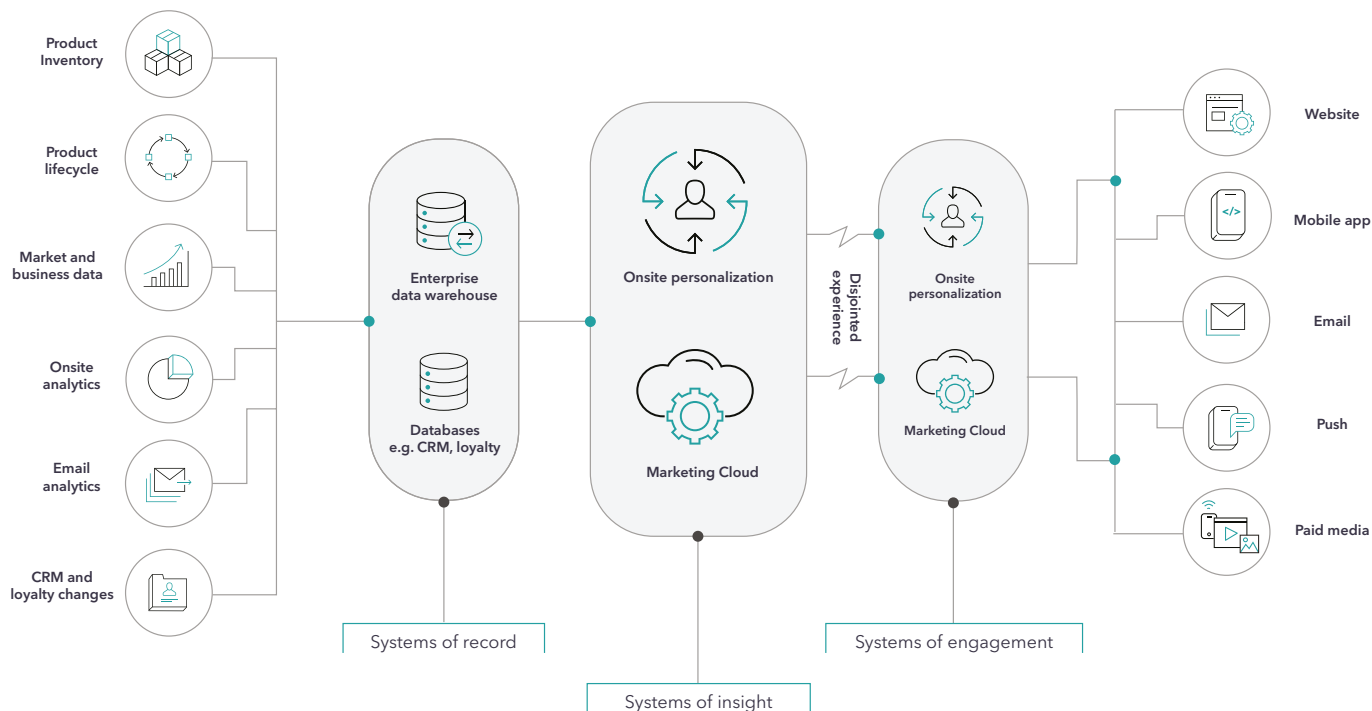 Product
Inventory
Product
lifecycle
Market and
business data
Onsite
analytics
Email
analytics
CRM and
loyalty changes
Enterprise
data warehouse
Databases
e.g. CRM, loyalty
Systems of record
Onsite personalization
Marketing Cloud
Systems of insight
Disjointed
experience
Onsite
personalization
Marketing Cloud
Systems of engagement
Website
</>
Mobile app
Email
Push
Paid media